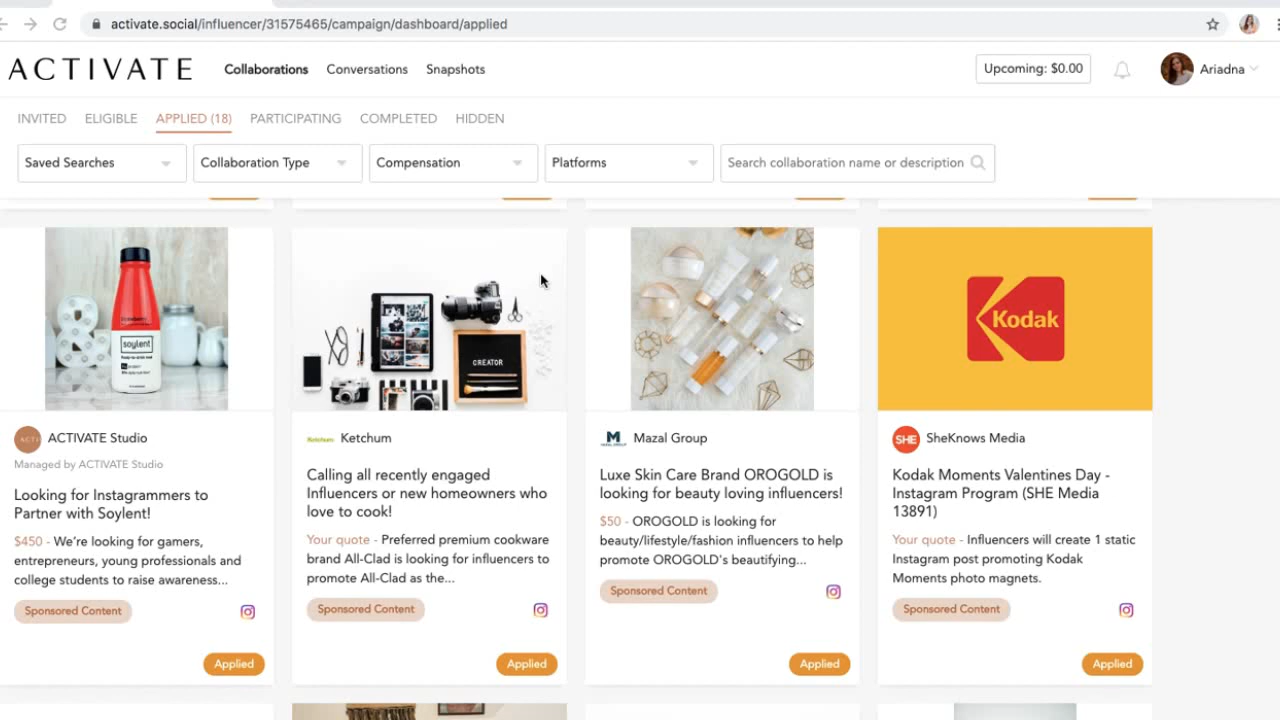 activate.social/influencer/31575465/campaign/dashboard/applied
ACTIVATE
Collaborations
Conversations
Snapshots
Upcoming: $0.00
Ariadna
INVITED
ELIGIBLE
APPLIED (18)
PARTICIPATING
COMPLETED
HIDDEN
Saved Searches
Collaboration Type
Compensation
Platforms
Search collaboration name or description
&
soylent
ACTI
ACTIVATE Studio
Managed by ACTIVATE Studio
Looking for Instagrammers to
Partner with Soylent!
$450 - We're looking for gamers,
entrepreneurs, young professionals and
college students to raise awareness...
Sponsored Content
Applied
CREATOR
Ketchum
Ketchum
Calling all recently engaged
Influencers or new homeowners who
love to cook!
Your quote - Preferred premium cookware
brand All-Clad is looking for influencers to
promote All-Clad as the...
Sponsored Content
Applied
M
Mazal Group
Luxe Skin Care Brand OROGOLD is
looking for beauty loving influencers!
$50 - OROGOLD is looking for
beauty/lifestyle/fashion influencers to help
promote OROGOLD's beautifying...
Sponsored Content
Applied
Kodak
SHE
SheKnows Media
Kodak Moments Valentines Day -
Instagram Program (SHE Media
13891)
Your quote - Influencers will create 1 static
Instagram post promoting Kodak
Moments photo magnets.
Sponsored Content
Applied